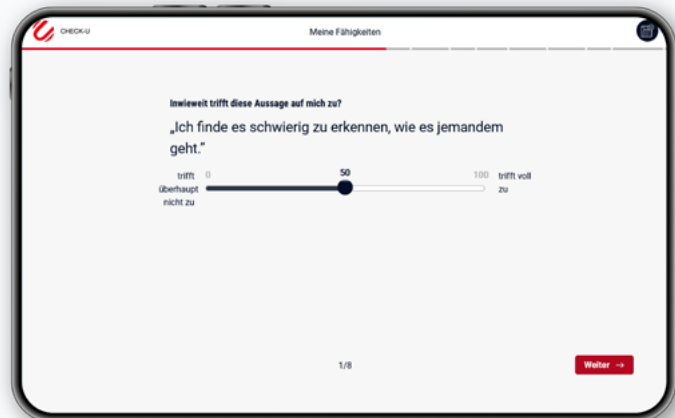 CHECK-U
Meine Fähigkeiten
Inwieweit trifft diese Aussage auf mich zu?
„Ich finde es schwierig zu erkennen, wie es jemandem
geht.“
0
50
100
trifft
überhaupt
nicht zu
trifft voll
zu
1/8
Weiter →